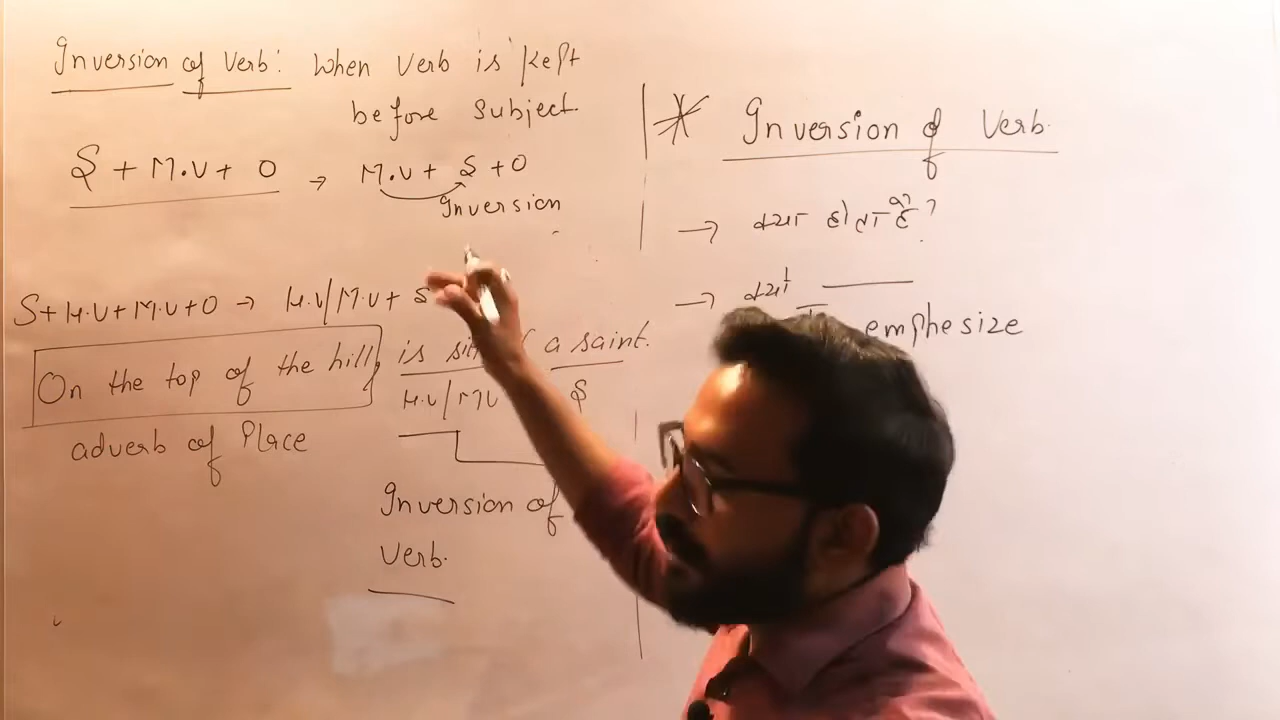 Inversion of Verb: When Verb is Kept
before Subject.
S + M.V + O → M.V + S + O
Inversion
S+H.V+M.V+O → H.V/M.V + S
On the top of the hill, is a saint.
H.V/MV S
adverb of Place
Inversion of
Verb.
* Inversion of Verb.
→ क्या होता है?
→ क्यों
emphesize